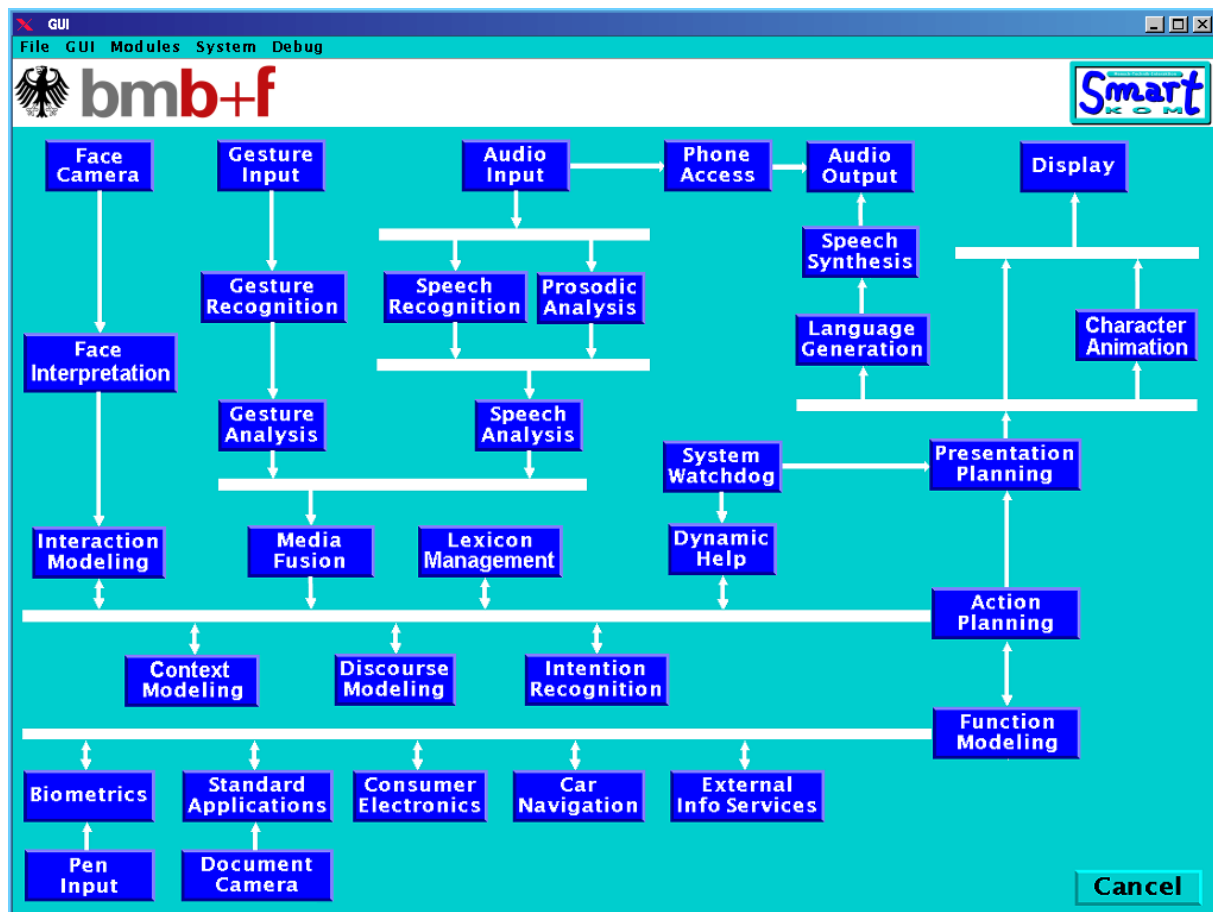 GUI
File GUI Modules System Debug
bmb+f
Smart
KOM
Face
Camera
Gesture
Input
Audio
Input
Phone
Access
Audio
Output
Display
Speech
Synthesis
Gesture
Recognition
Speech
Recognition
Prosodic
Analysis
Language
Generation
Character
Animation
Face
Interpretation
Gesture
Analysis
Speech
Analysis
System
Watchdog
Presentation
Planning
Interaction
Modeling
Media
Fusion
Lexicon
Management
Dynamic
Help
Action
Planning
Context
Modeling
Discourse
Modeling
Intention
Recognition
Function
Modeling
Biometrics
Standard
Applications
Consumer
Electronics
Car
Navigation
External
Info Services
Pen
Input
Document
Camera
Cancel